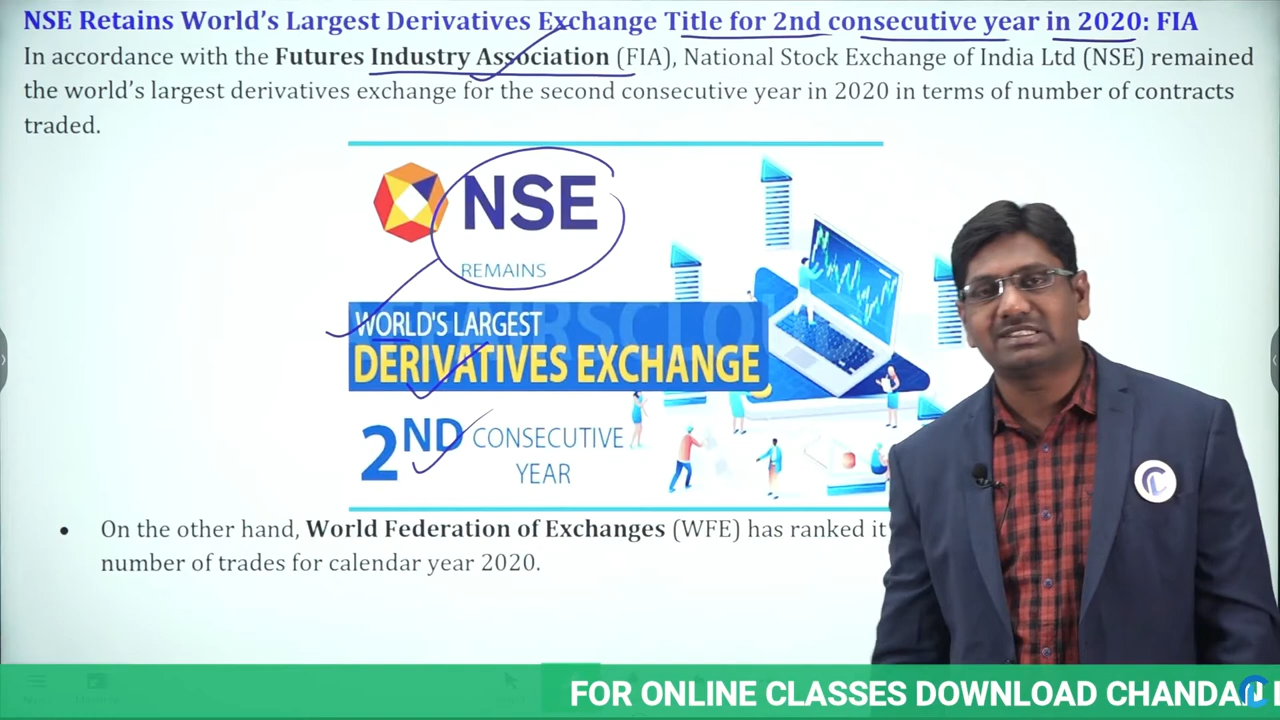 NSE Retains World's Largest Derivatives Exchange Title for 2nd consecutive year in 2020: FIA
In accordance with the Futures Industry Association (FIA), National Stock Exchange of India Ltd (NSE) remained
the world's largest derivatives exchange for the second consecutive year in 2020 in terms of number of contracts
traded.
NSE
REMAINS
WORLD'S LARGEST
DERIVATIVES EXCHANGE
2ND CONSECUTIVE
YEAR
• On the other hand, World Federation of Exchanges (WFE) has ranked it
number of trades for calendar year 2020.
FOR ONLINE CLASSES DOWNLOAD CHANDAN